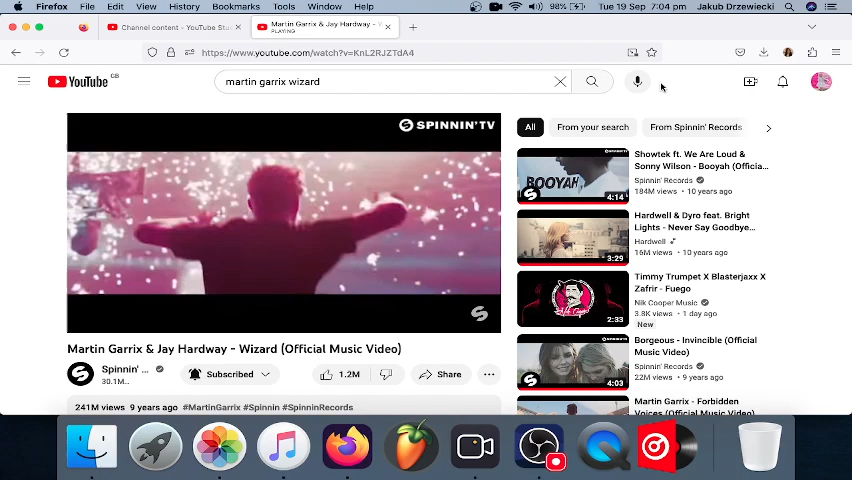 Firefox File Edit View History Bookmarks Tools Window Help 98% Tue 19 Sep 7:04 pm Jakub Drzewiecki
Channel content - YouTube Stu
Martin Garrix & Jay Hardway - W
PLAYING
https://www.youtube.com/watch?v=KnL2RJZTdA4
YouTube GB
martin garrix wizard
SPINNIN'TV
All From your search From Spinnin' Records
BOOYAH
4:14
Showtek ft. We Are Loud &
Sonny Wilson - Booyah (Officia...
Spinnin' Records
184M views • 10 years ago
3:29
Hardwell & Dyro feat. Bright
Lights - Never Say Goodbye...
Hardwell
16M views • 10 years ago
2:33
Timmy Trumpet X Blasterjaxx X
Zafrir - Fuego
Nik Cooper Music
3.8K views • 1 day ago
New
4:03
Borgeous - Invincible (Official
Music Video)
Spinnin' Records
22M views • 9 years ago
Martin Garrix - Forbidden
Voices (Official Music Video)
Martin Garrix & Jay Hardway - Wizard (Official Music Video)
Spinnin' ...
30.1M...
Subscribed
1.2M
Share
241M views 9 years ago #MartinGarrix #Spinnin #SpinninRecords